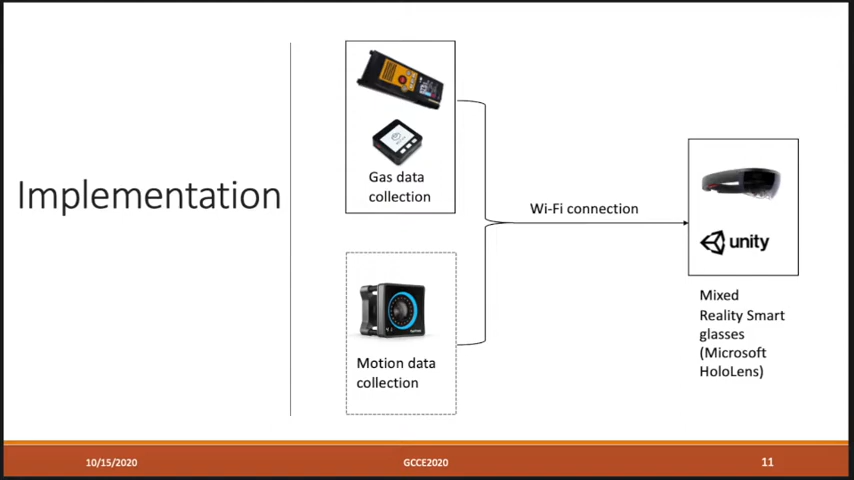 Implementation
Gas data
collection
Wi-Fi connection
unity
Motion data
collection
Mixed
Reality Smart
glasses
(Microsoft
HoloLens)
10/15/2020
GCCE2020
11